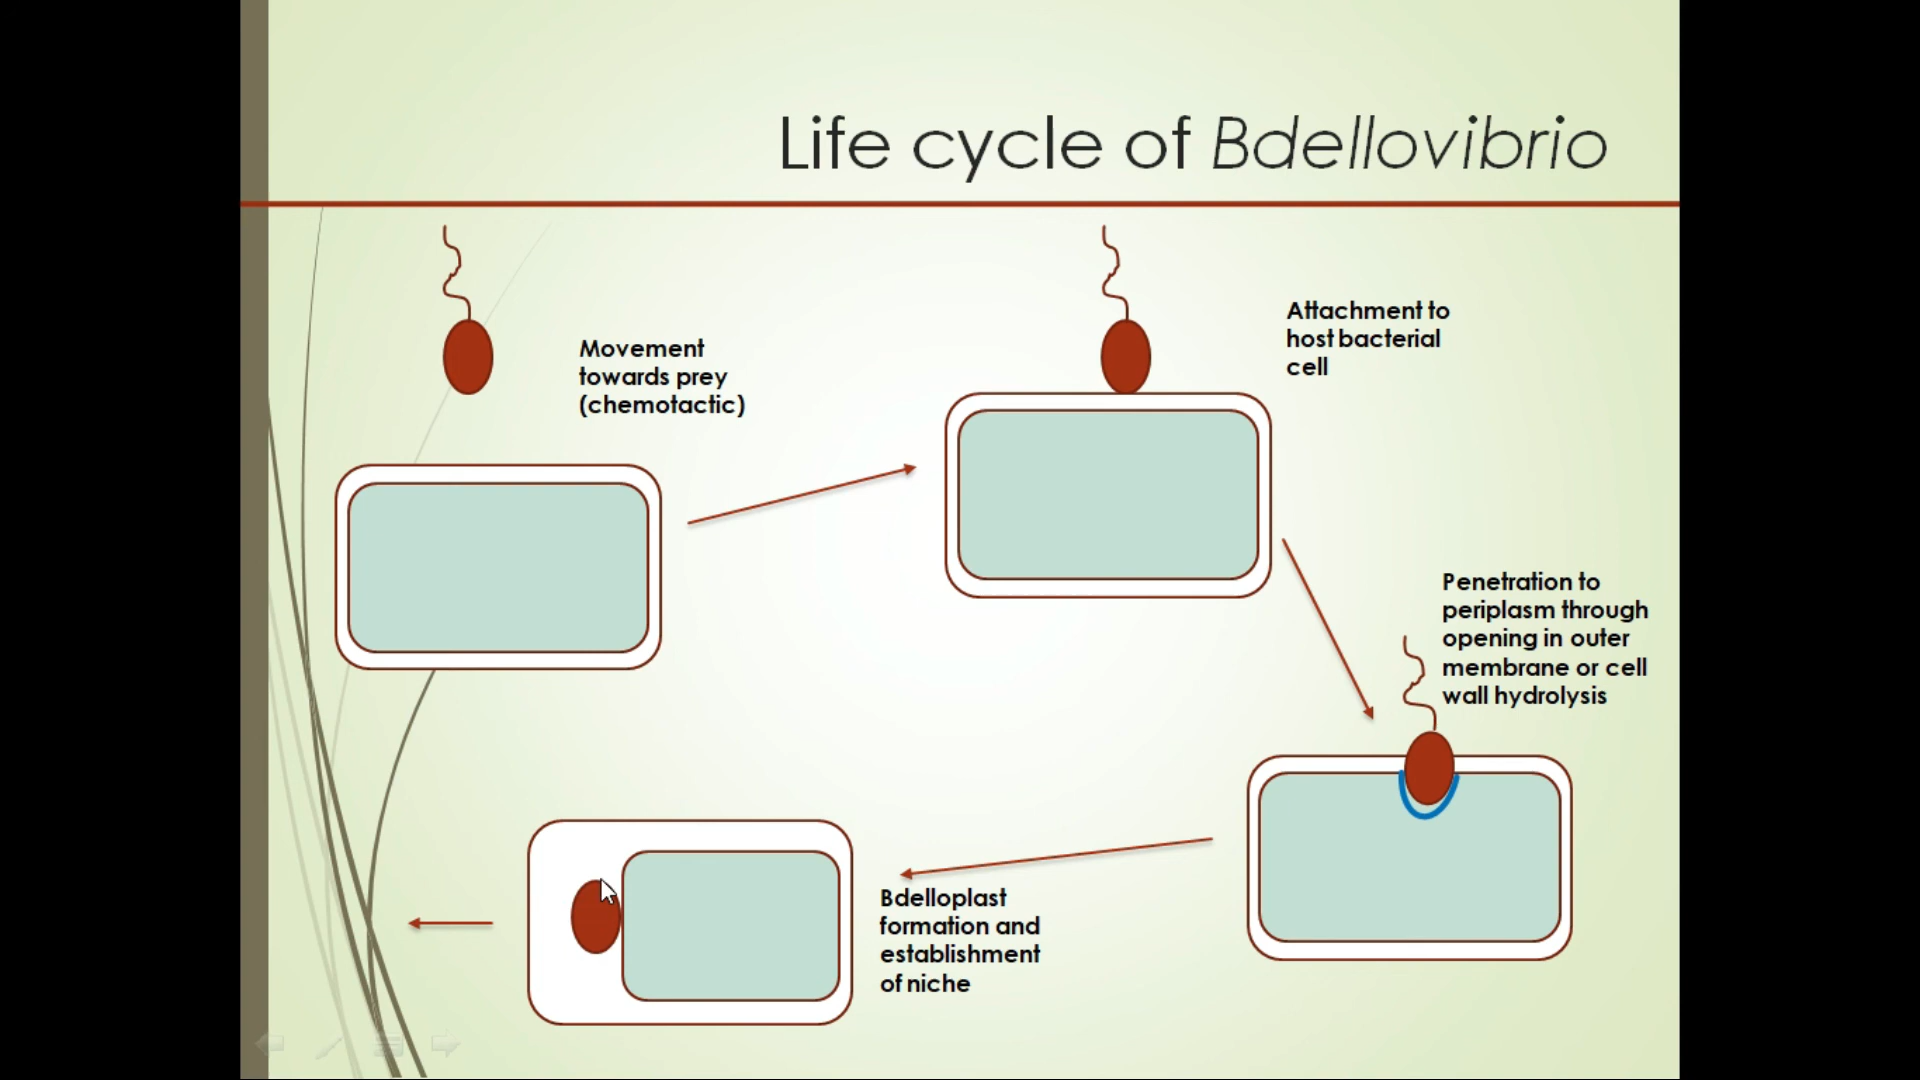 Life cycle of Bdellovibrio
Movement
towards prey
(chemotactic)
Attachment to
host bacterial
cell
Penetration to
periplasm through
opening in outer
membrane or cell
wall hydrolysis
Bdelloplast
formation and
establishment
of niche